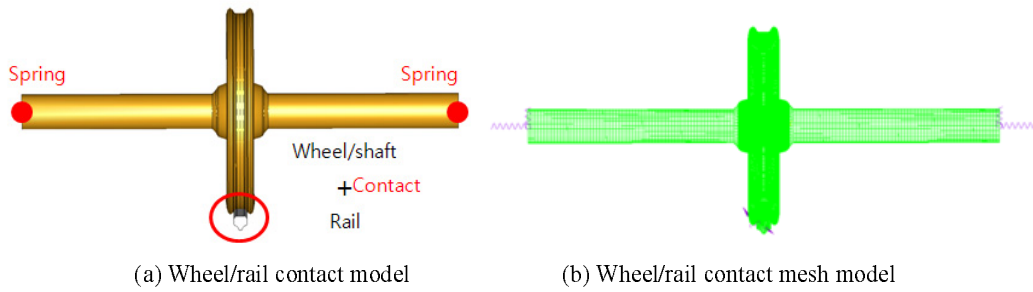 Spring
Spring
Wheel/shaft
+Contact
Rail
(a) Wheel/rail contact model
(b) Wheel/rail contact mesh model